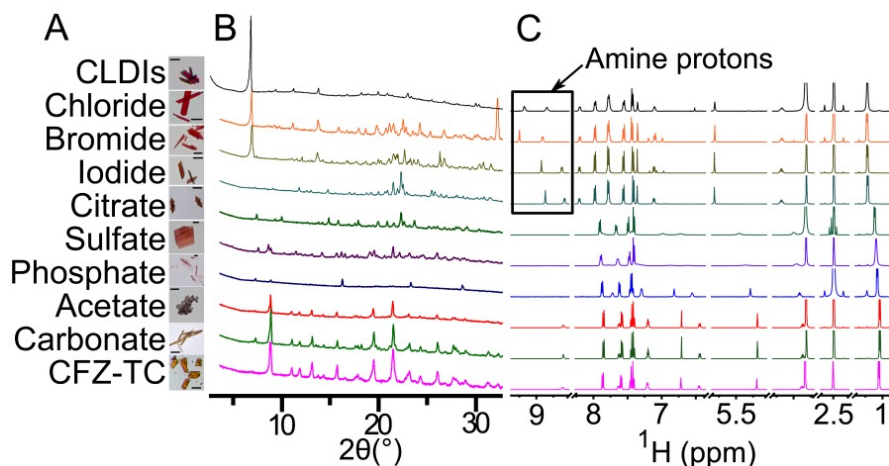 A B C
Amine protons
CLDIs
Chloride
Bromide
Iodide
Citrate
Sulfate
Phosphate
Acetate
Carbonate
CFZ-TC
10 20 30
2θ(°)
9 8 7 5.5 2.5 1
¹H (ppm)